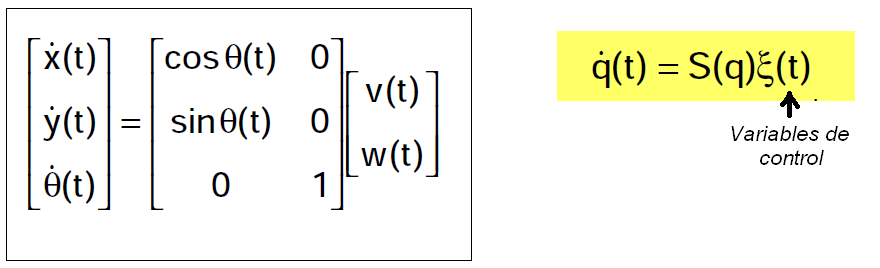 ẋ(t) cos θ(t) 0
ẏ(t) = sin θ(t) 0 v(t)
θ̇(t) 0 1 w(t)
q̇(t) = S(q)ξ(t)
Variables de
control